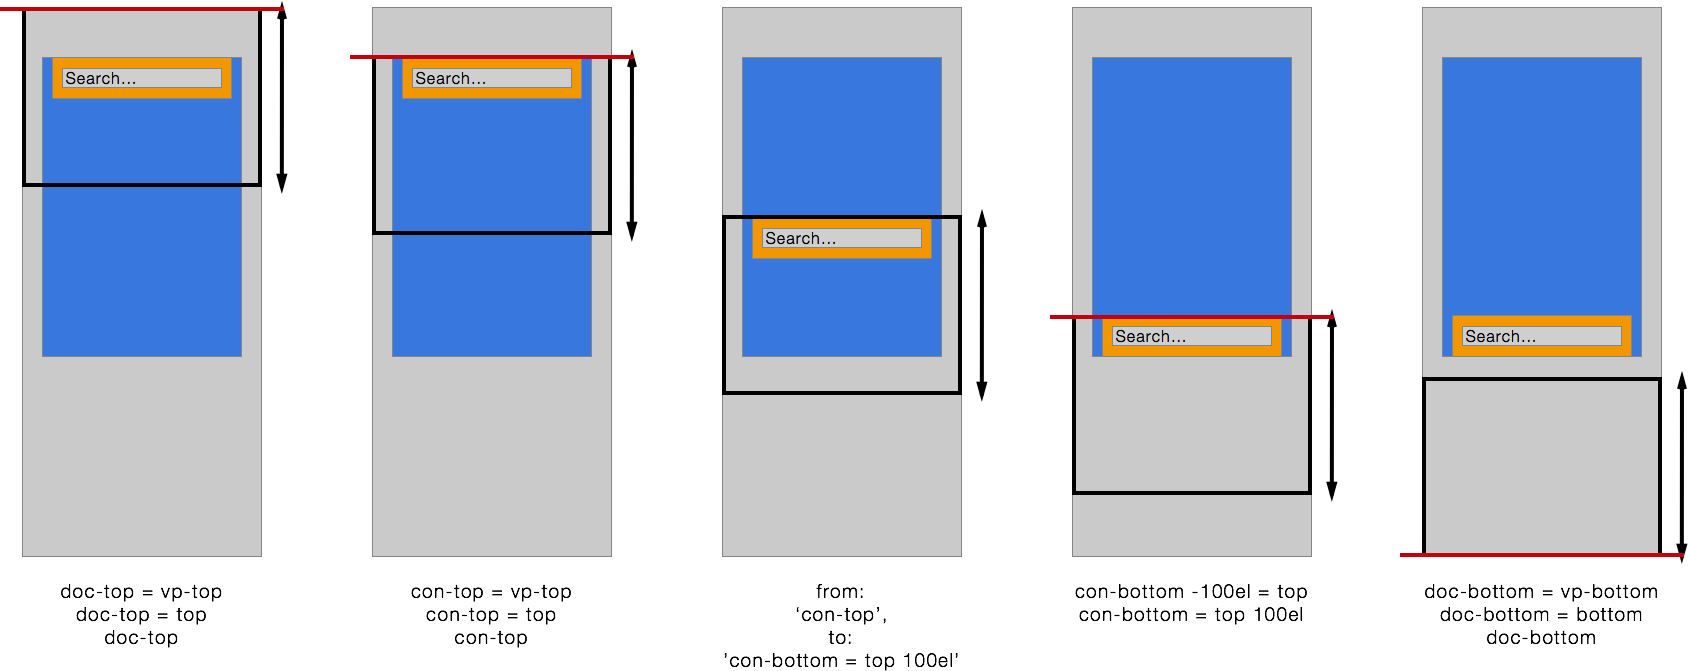 Search...
Search...
Search...
Search...
Search...
doc-top = vp-top
doc-top = top
doc-top
con-top = vp-top
con-top = top
con-top
from:
‘con-top’,
to:
’con-bottom = top 100el’
con-bottom -100el = top
con-bottom = top 100el
doc-bottom = vp-bottom
doc-bottom = bottom
doc-bottom